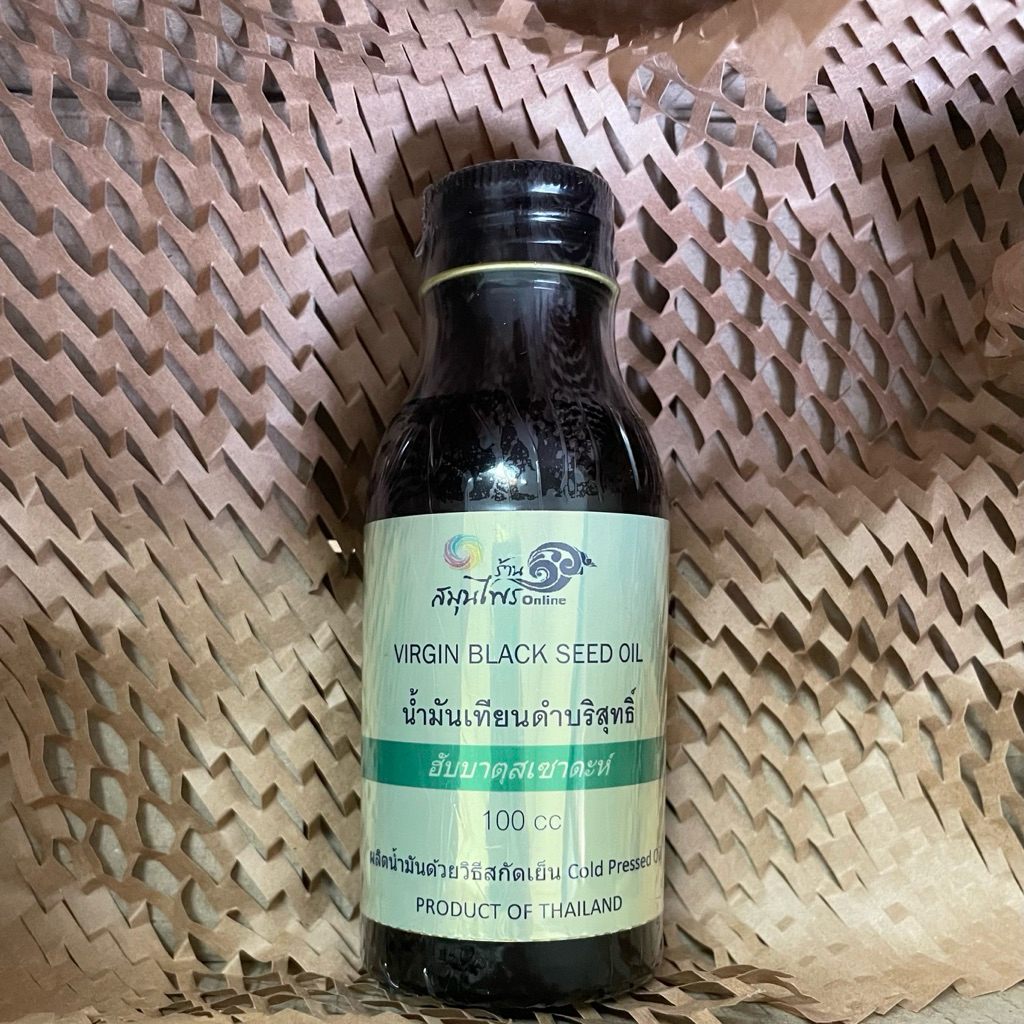 ร้าน
สมุนไพร Online
VIRGIN BLACK SEED OIL
น้ำมันเทียนดำบริสุทธิ์
ฮับบาตุสเซาดะห์
100 cc
ผลิตน้ำมันด้วยวิธีสกัดเย็น Cold Pressed
PRODUCT OF THAILAND